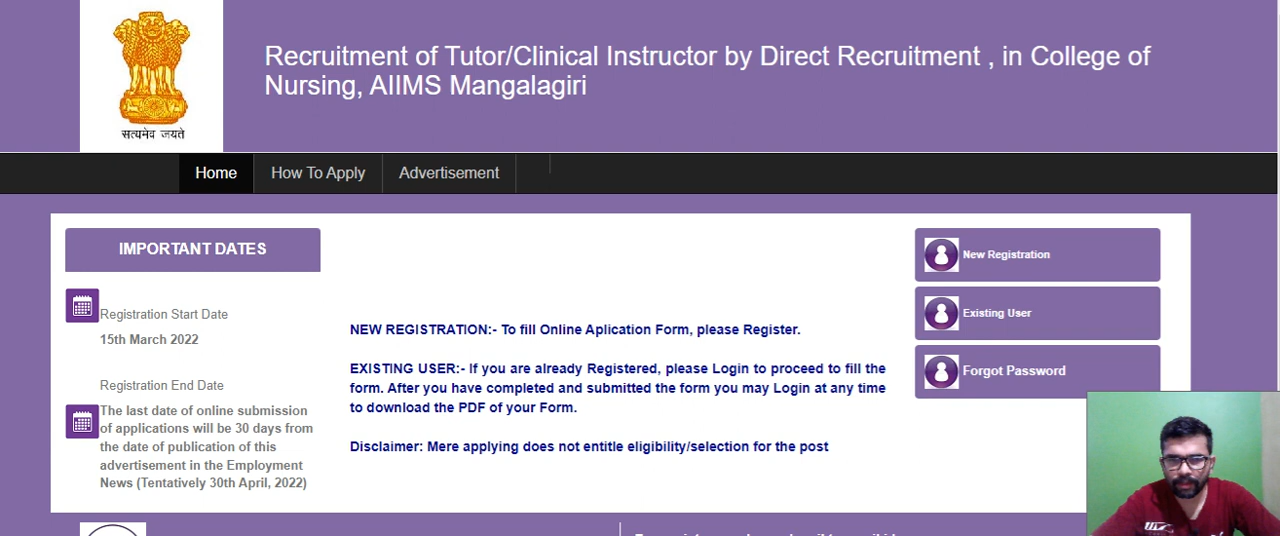 Recruitment of Tutor/Clinical Instructor by Direct Recruitment , in College of
Nursing, AIIMS Mangalagiri
सत्यमेव जयते
Home
How To Apply
Advertisement
IMPORTANT DATES
Registration Start Date
15th March 2022
Registration End Date
The last date of online submission
of applications will be 30 days from
the date of publication of this
advertisement in the Employment
News (Tentatively 30th April, 2022)
NEW REGISTRATION:- To fill Online Aplication Form, please Register.
EXISTING USER:- If you are already Registered, please Login to proceed to fill the
form. After you have completed and submitted the form you may Login at any time
to download the PDF of your Form.
Disclaimer: Mere applying does not entitle eligibility/selection for the post
New Registration
Existing User
Forgot Password